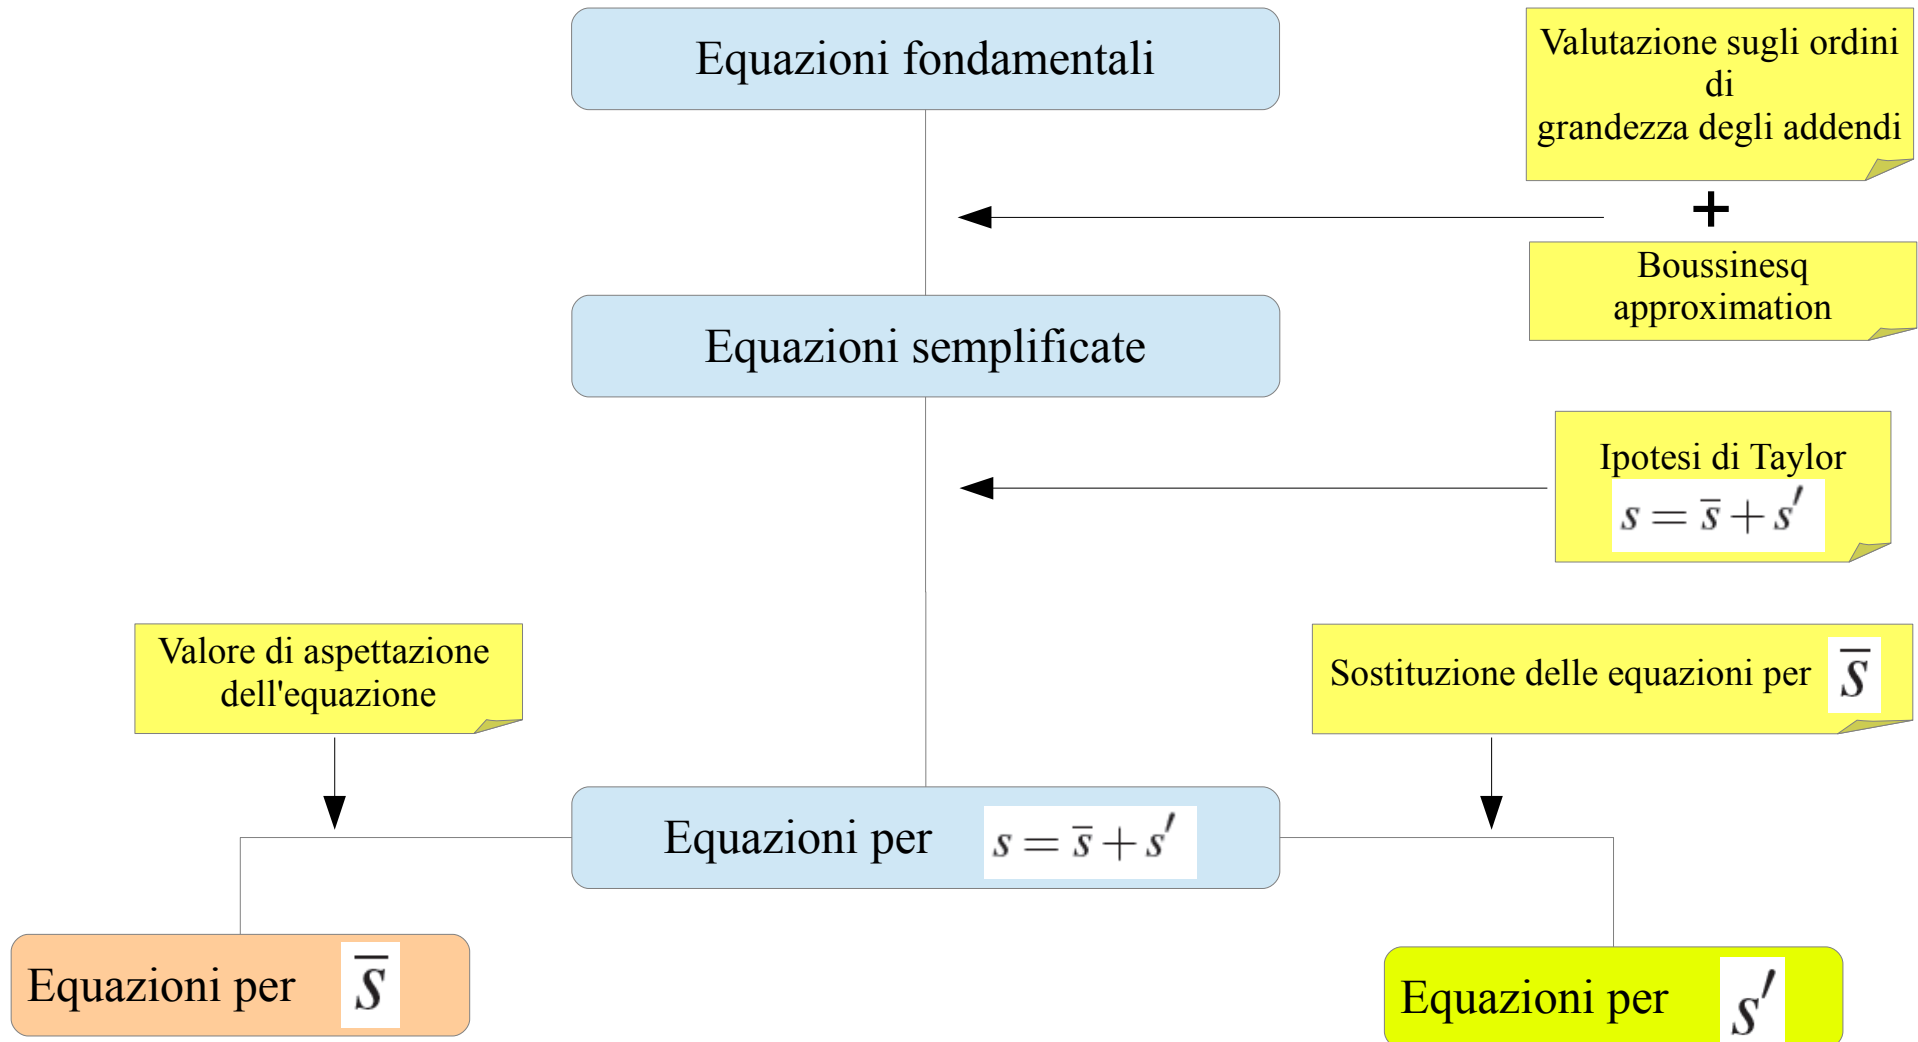 Equazioni fondamentali
Valutazione sugli ordini
di
grandezza degli addendi
+
Boussinesq
approximation
Equazioni semplificate
Ipotesi di Taylor
s = s̅ + s′
Valore di aspettazione
dell'equazione
Sostituzione delle equazioni per s̅
Equazioni per s = s̅ + s′
Equazioni per s̅
Equazioni per s′